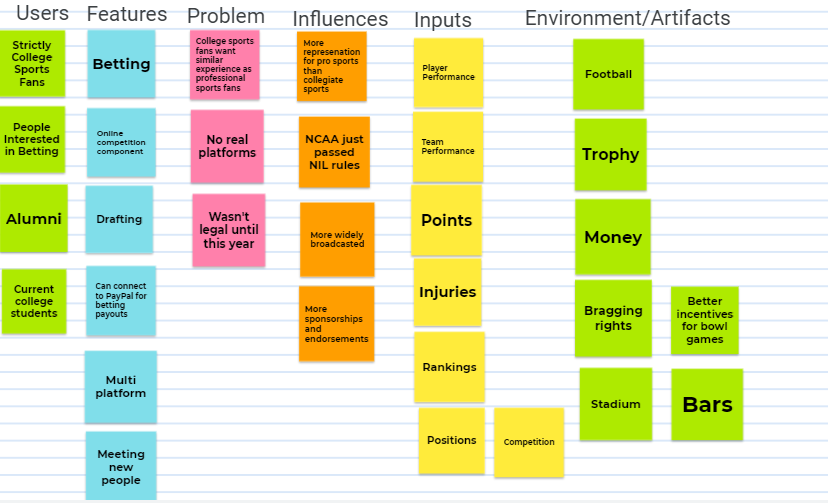 Users
Features
Problem
Influences
Inputs
Environment/Artifacts
Strictly
College
Sports
Fans
People
Interested
in Betting
Alumni
Current
college
students
Betting
Online
competition
component
Drafting
Can connect
to PayPal for
betting
payouts
Multi
platform
Meeting
new
people
College sports
fans want
similar
experience as
professional
sports fans
No real
platforms
Wasn't
legal until
this year
More
represenation
for pro sports
than
collegiate
sports
NCAA just
passed
NIL rules
More widely
broadcasted
More
sponsorships
and
endorsements
Player
Performance
Team
Performance
Points
Injuries
Rankings
Positions
Competition
Football
Trophy
Money
Bragging
rights
Better
incentives
for bowl
games
Stadium
Bars